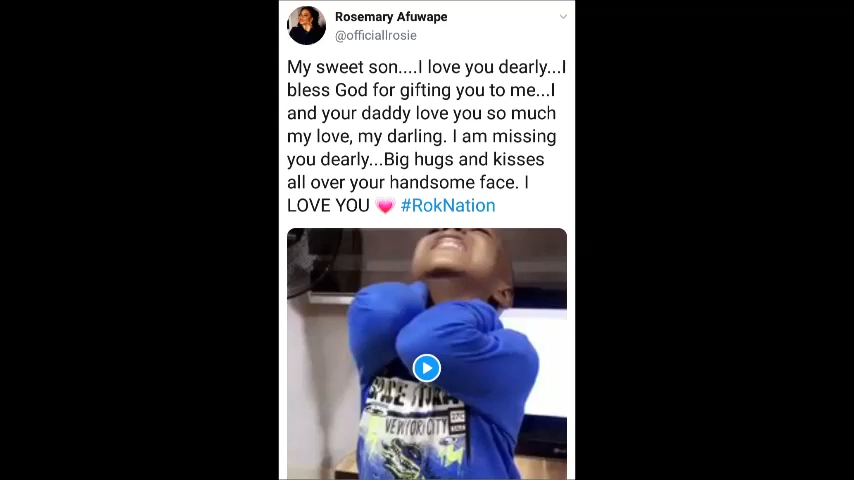 Rosemary Afuwape
@officiallrosie
My sweet son....I love you dearly...I
bless God for gifting you to me...I
and your daddy love you so much
my love, my darling. I am missing
you dearly...Big hugs and kisses
all over your handsome face. I
LOVE YOU 💗 #RokNation
SPACE
NEW YORK CITY